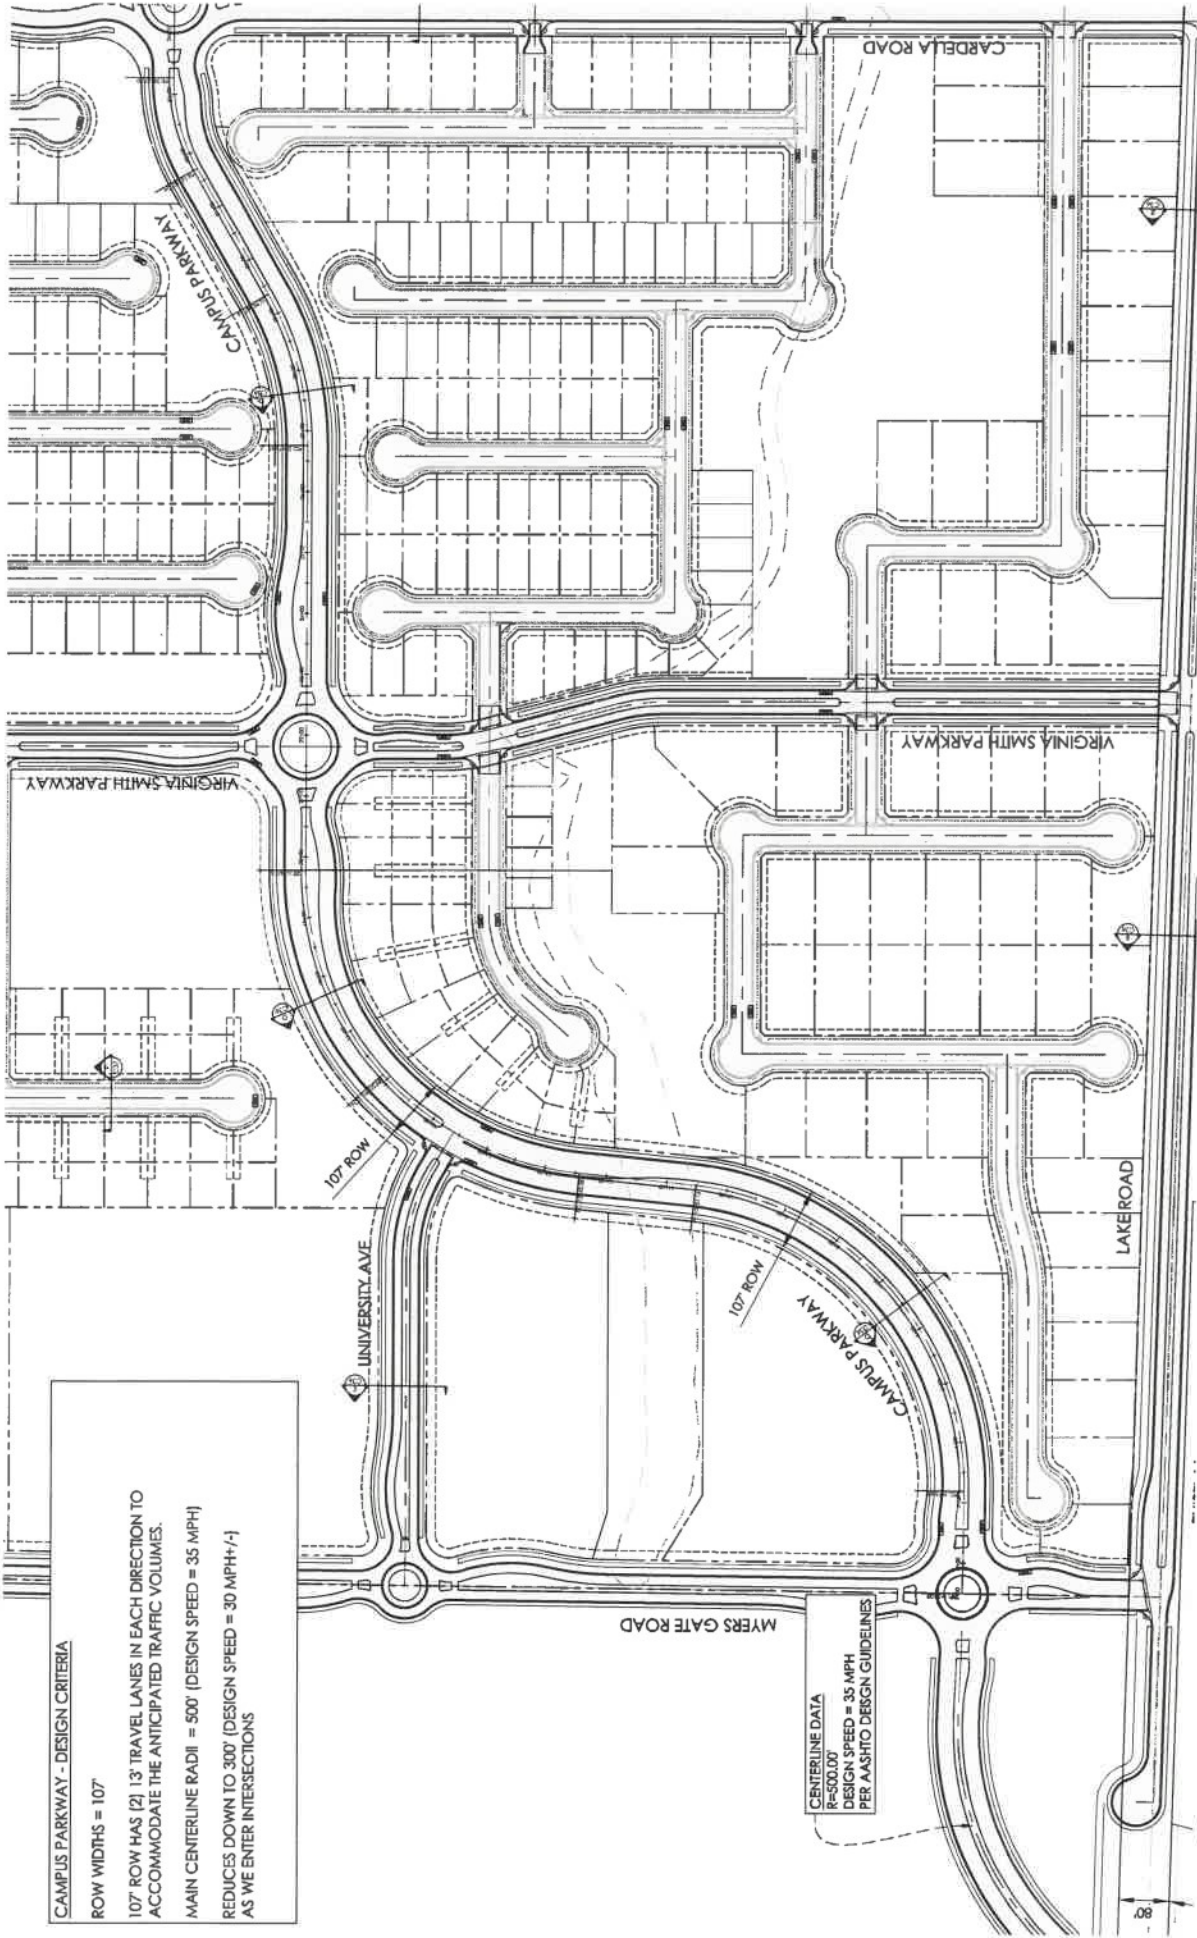 CAMPUS PARKWAY - DESIGN CRITERIA
ROW WIDTHS = 107'
107' ROW HAS (2) 13' TRAVEL LANES IN EACH DIRECTION TO
ACCOMMODATE THE ANTICIPATED TRAFFIC VOLUMES.
MAIN CENTERLINE RADII = 500' (DESIGN SPEED = 35 MPH)
REDUCES DOWN TO 300' (DESIGN SPEED = 30 MPH+/-)
AS WE ENTER INTERSECTIONS
CENTERLINE DATA
R=500.00'
DESIGN SPEED = 35 MPH
PER AASHTO DEISGN GUIDELINES
MYERS GATE ROAD
UNIVERSITY AVE
107' ROW
107' ROW
CAMPUS PARKWAY
LAKE ROAD
VIRGINIA SMITH PARKWAY
VIRGINIA SMITH PARKWAY
CAMPUS PARKWAY
CARDELLA ROAD
80'